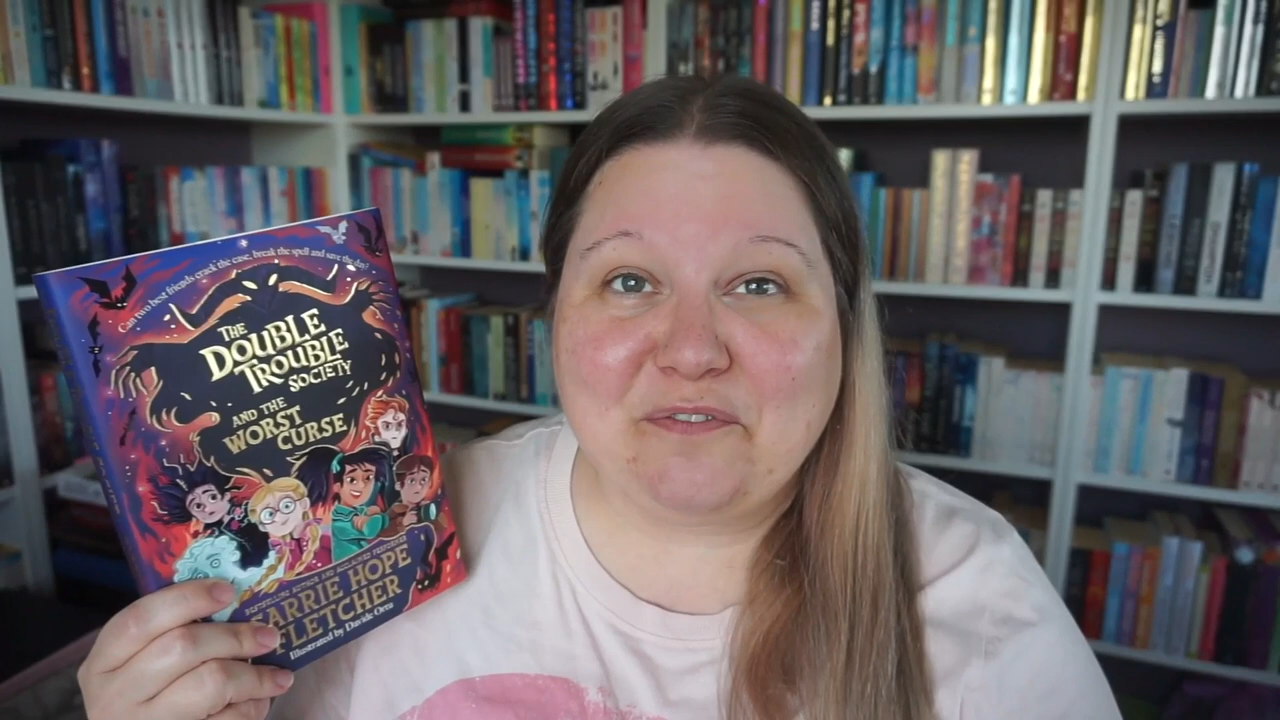 Can two best friends crack the case, break the spell and save the day?
THE
DOUBLE
TROUBLE
SOCIETY
AND THE
WORST
CURSE
BESTSELLING AUTHOR AND ACCLAIMED PERFORMER
CARRIE HOPE
FLETCHER
Illustrated by Davide Ortu